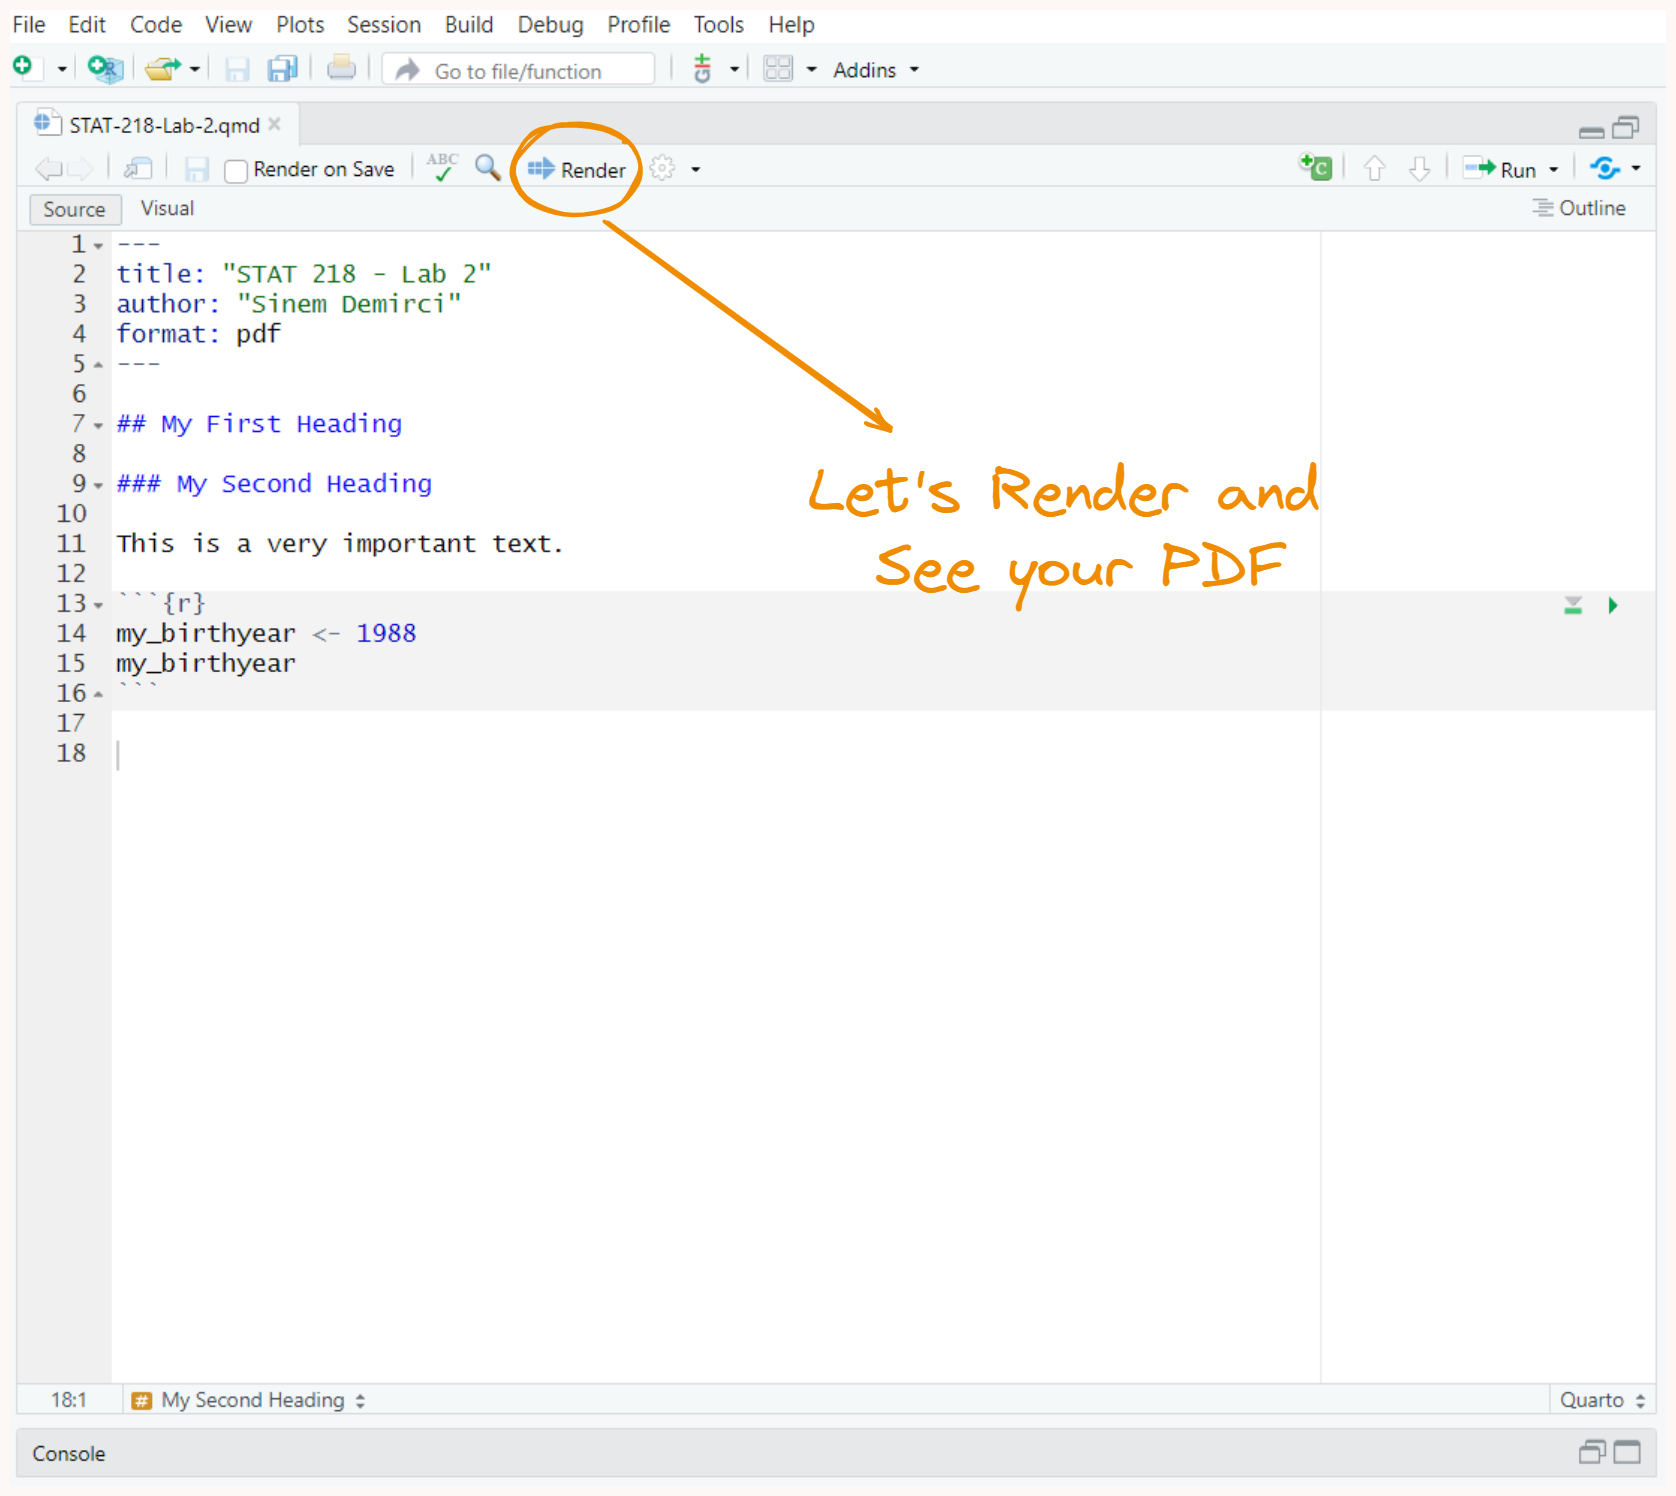 File Edit Code View Plots Session Build Debug Profile Tools Help
Go to file/function Addins
STAT-218-Lab-2.qmd
Render on Save ABC Render Run
Source Visual Outline
1 ---
2 title: "STAT 218 - Lab 2"
3 author: "Sinem Demirci"
4 format: pdf
5 ---
6
7 ## My First Heading
8
9 ### My Second Heading
10
11 This is a very important text.
12
13 ```{r}
14 my_birthyear <- 1988
15 my_birthyear
16 ```
17
18
Let's Render and
See your PDF
18:1 # My Second Heading Quarto
Console